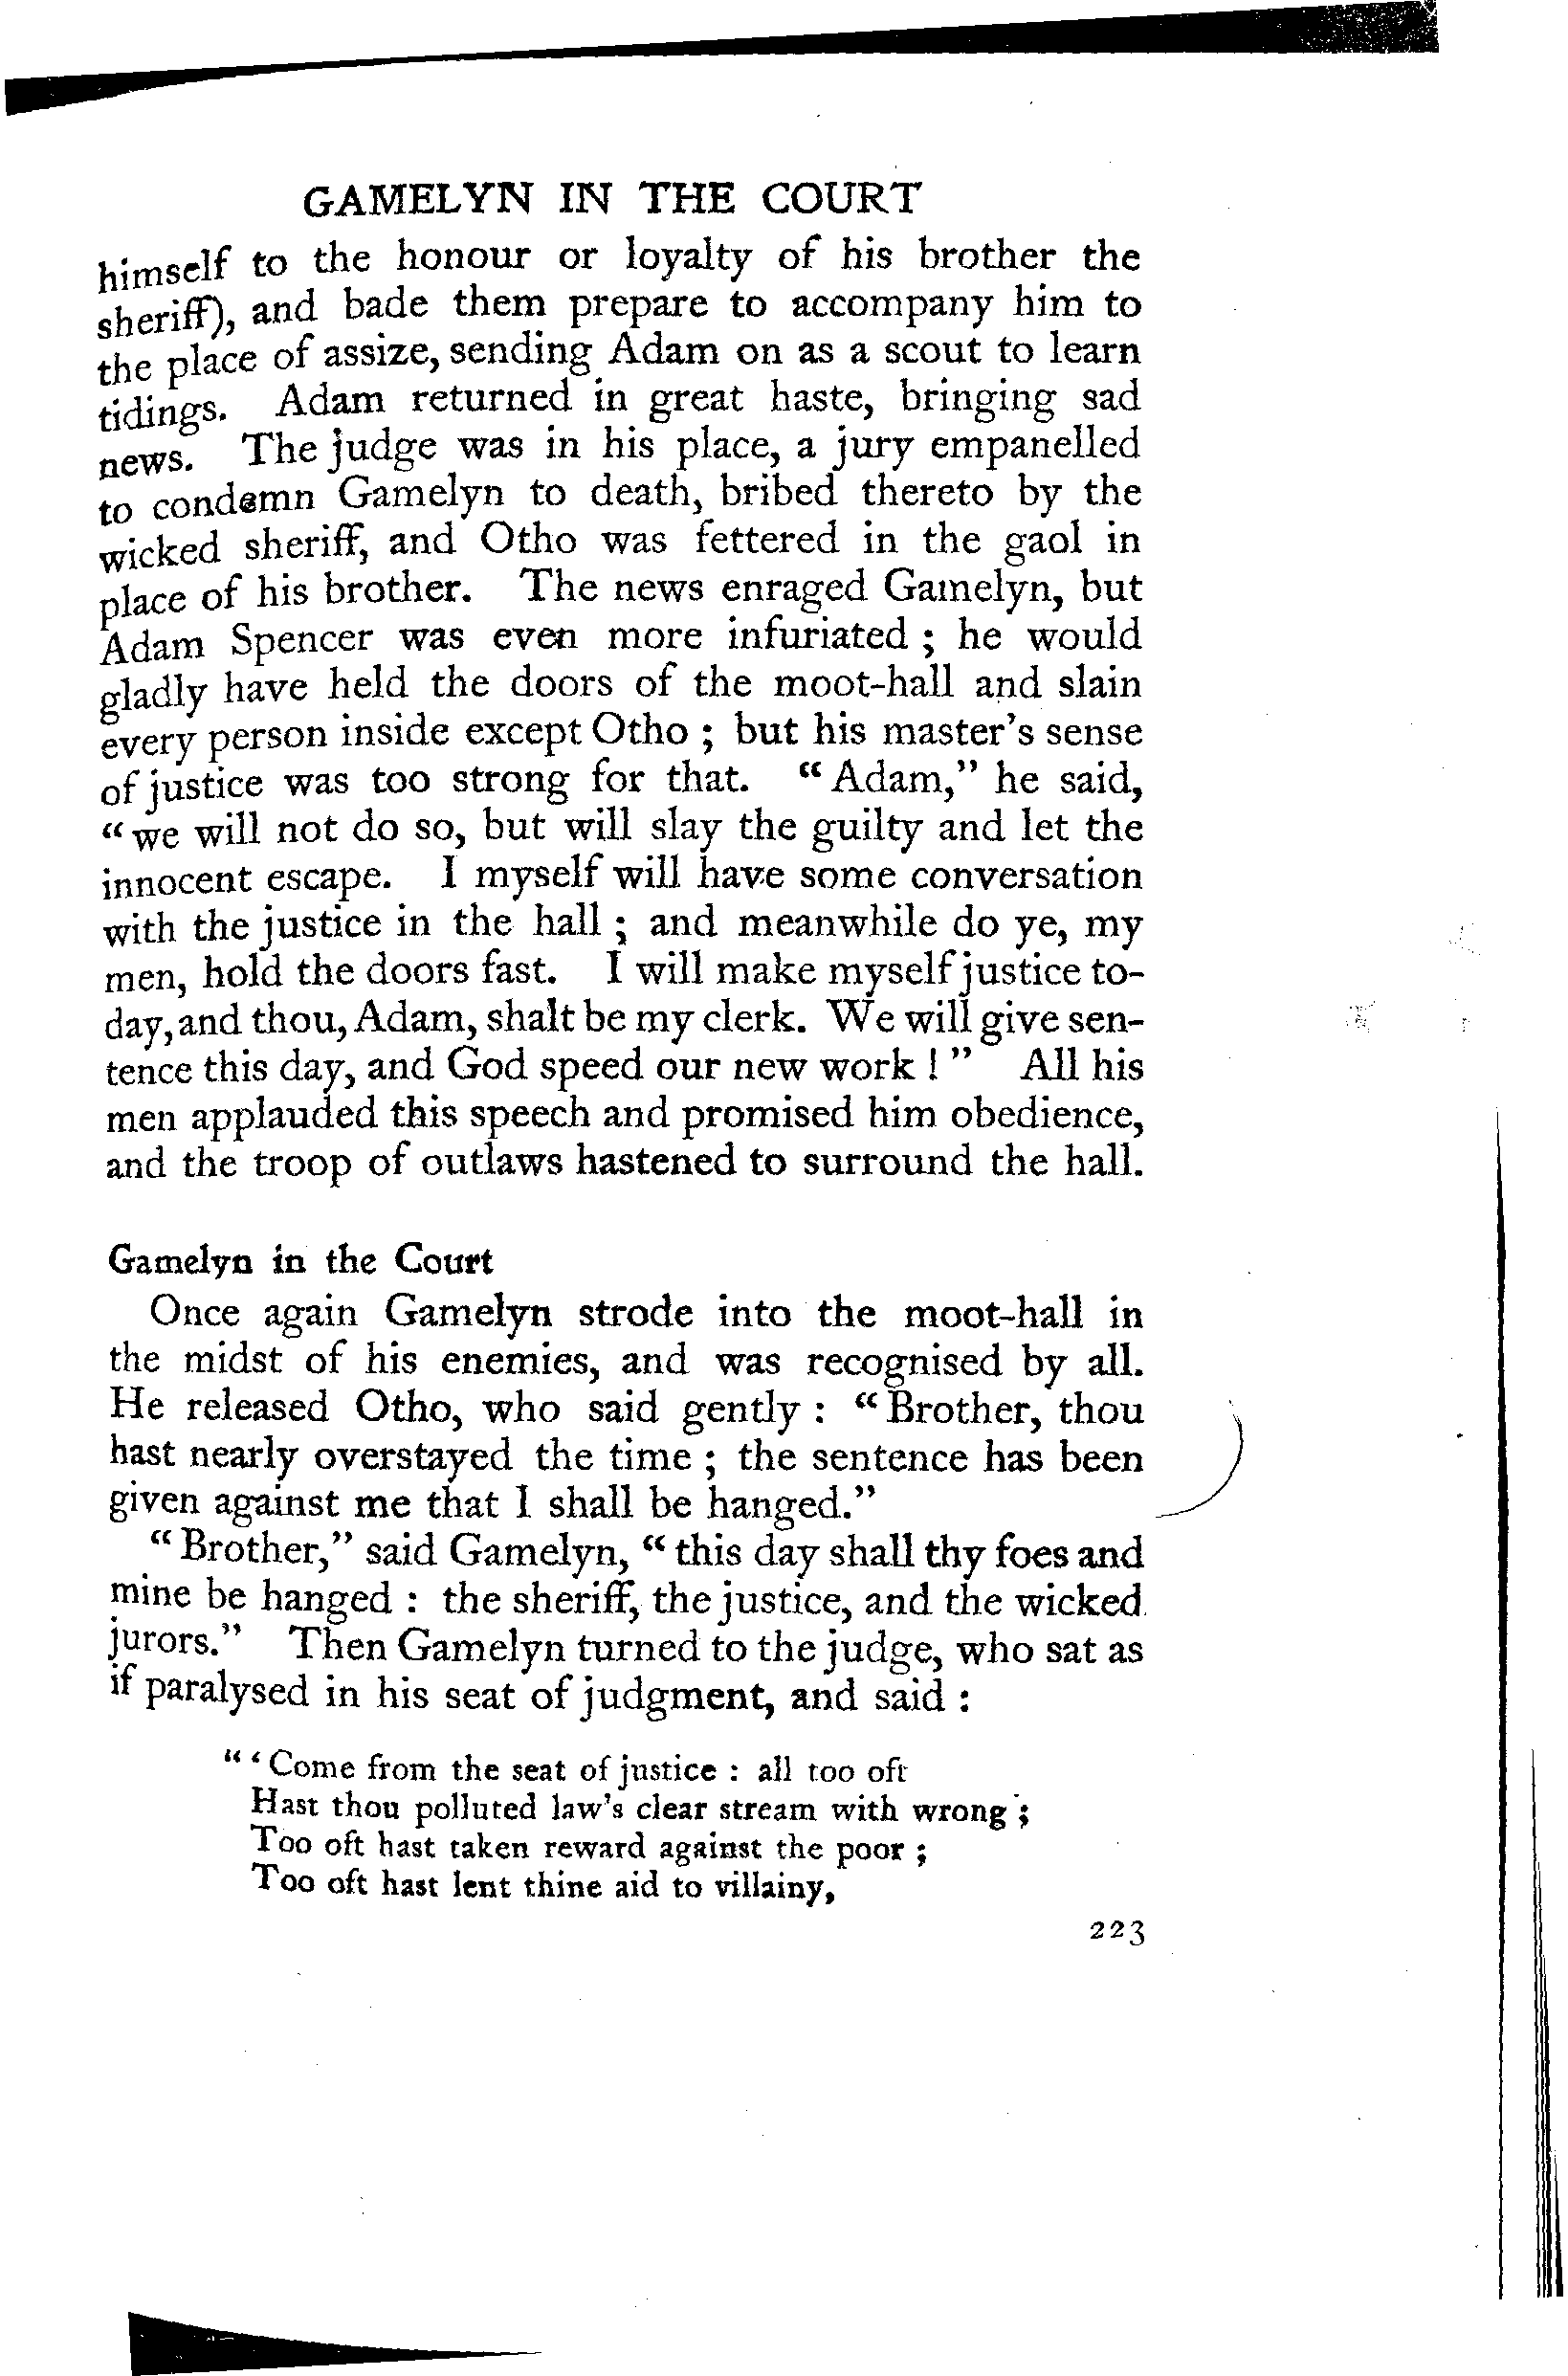 GAMELYN IN THE COURT
himself to the honour or loyalty of his brother the
sheriff), and bade them prepare to accompany him to
the place of assize, sending Adam on as a scout to learn
tidings. Adam returned in great haste, bringing sad
news. The judge was in his place, a jury empanelled
to condemn Gamelyn to death, bribed thereto by the
wicked sheriff, and Otho was fettered in the gaol in
place of his brother. The news enraged Gamelyn, but
Adam Spencer was even more infuriated ; he would
gladly have held the doors of the moot-hall and slain
every person inside except Otho ; but his master's sense
of justice was too strong for that. “ Adam,” he said,
“ we will not do so, but will slay the guilty and let the
innocent escape. I myself will have some conversation
with the justice in the hall ; and meanwhile do ye, my
men, hold the doors fast. I will make myself justice to-
day, and thou, Adam, shalt be my clerk. We will give sen-
tence this day, and God speed our new work ! ” All his
men applauded this speech and promised him obedience,
and the troop of outlaws hastened to surround the hall.
Gamelyn in the Court
Once again Gamelyn strode into the moot-hall in
the midst of his enemies, and was recognised by all.
He released Otho, who said gently : “ Brother, thou
hast nearly overstayed the time ; the sentence has been
given against me that I shall be hanged.”
“ Brother,” said Gamelyn, “ this day shall thy foes and
mine be hanged : the sheriff, the justice, and the wicked
jurors.” Then Gamelyn turned to the judge, who sat as
if paralysed in his seat of judgment, and said :
“ ‘ Come from the seat of justice : all too oft
Hast thou polluted law's clear stream with wrong ;
Too oft hast taken reward against the poor ;
Too oft hast lent thine aid to villainy,
223